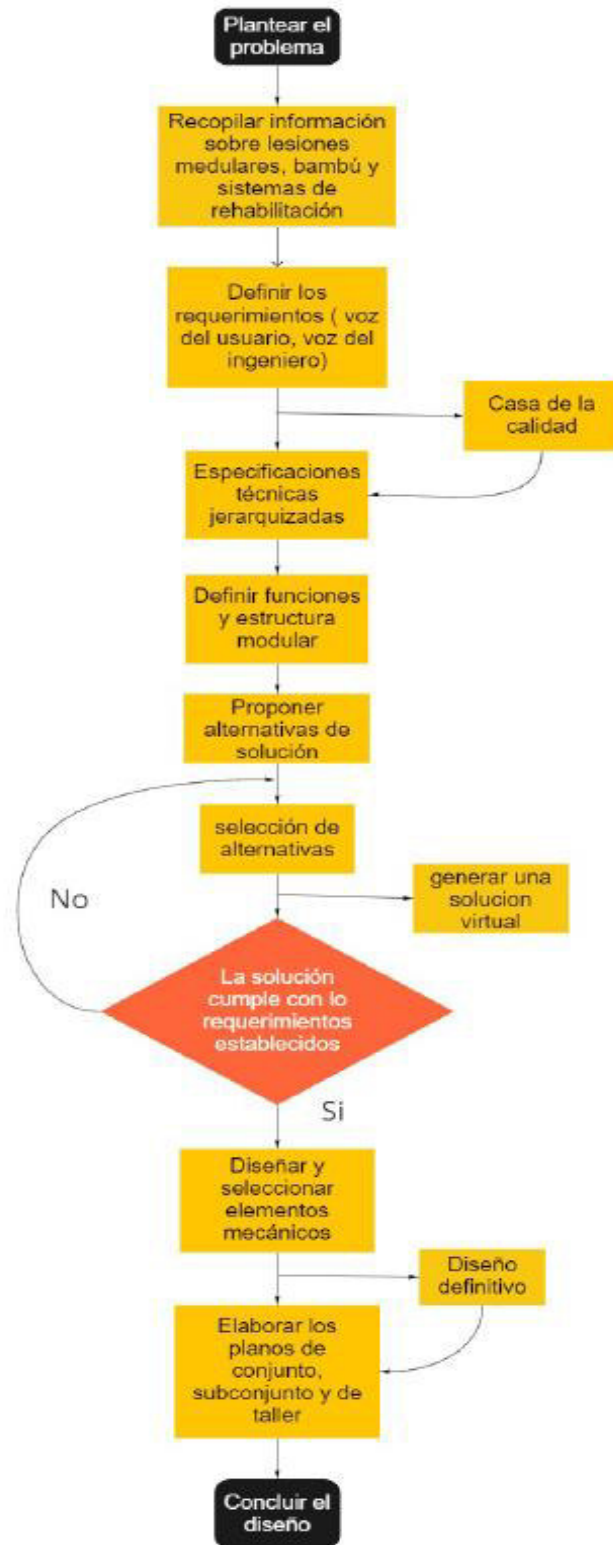 Plantear el
problema
Recopilar información
sobre lesiones
medulares, bambú y
sistemas de
rehabilitación
Definir los
requerimientos ( voz
del usuario, voz del
ingeniero)
Casa de la
calidad
Especificaciones
técnicas
jerarquizadas
Definir funciones
y estructura
modular
Proponer
alternativas de
solución
selección de
alternativas
generar una
solucion
virtual
No
La solución
cumple con lo
requerimientos
establecidos
Si
Diseñar y
seleccionar
elementos
mecánicos
Diseño
definitivo
Elaborar los
planos de
conjunto,
subconjunto y de
taller
Concluir el
diseño